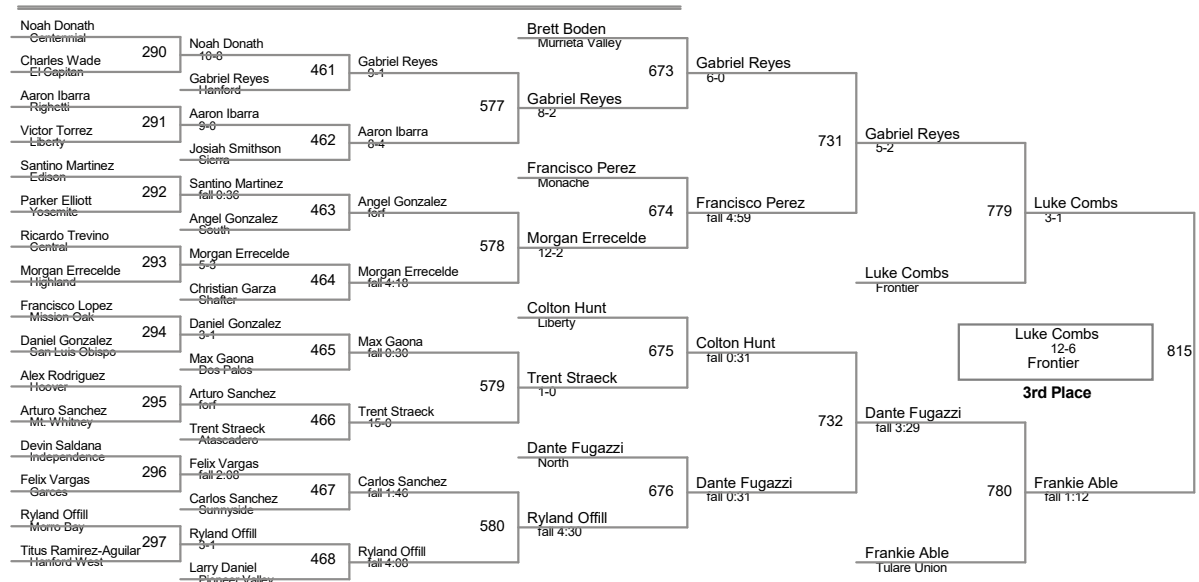 Noah Donath
Centennial
290
Charles Wade
El Capitan
Aaron Ibarra
Righetti
291
Victor Torrez
Liberty
Santino Martinez
Edison
292
Parker Elliott
Yosemite
Ricardo Trevino
Central
293
Morgan Errecelde
Highland
Francisco Lopez
Mission Oak
294
Daniel Gonzalez
San Luis Obispo
Alex Rodriguez
Hoover
295
Arturo Sanchez
Mt. Whitney
Devin Saldana
Independence
296
Felix Vargas
Garces
Ryland Offill
Morro Bay
297
Titus Ramirez-Aguilar
Hanford West
Noah Donath
461
Gabriel Reyes
Hanford
Aaron Ibarra
9-0
462
Josiah Smithson
Sierra
Santino Martinez
fall 0:36
463
Angel Gonzalez
South
Morgan Errecelde
5-3
464
Christian Garza
Shafter
Daniel Gonzalez
3-1
465
Max Gaona
Dos Palos
Arturo Sanchez
forf
466
Trent Straeck
Atascadero
Felix Vargas
fall 2:08
467
Carlos Sanchez
Sunnyside
Ryland Offill
3-1
468
Larry Daniel
Pioneer Valley
Gabriel Reyes
9-1
577
Aaron Ibarra
Angel Gonzalez
forf
578
Morgan Errecelde
fall 4:18
Max Gaona
fall 0:30
579
Trent Straeck
15-0
Carlos Sanchez
fall 1:46
580
Ryland Offill
fall 4:08
Brett Boden
Murrieta Valley
673
Gabriel Reyes
8-2
Francisco Perez
Monache
674
Morgan Errecelde
12-2
Colton Hunt
Liberty
675
Trent Straeck
1-0
Dante Fugazzi
North
676
Ryland Offill
fall 4:30
Gabriel Reyes
6-0
731
Francisco Perez
fall 4:59
Colton Hunt
fall 0:31
732
Dante Fugazzi
fall 0:31
Gabriel Reyes
5-2
779
Luke Combs
Frontier
Dante Fugazzi
fall 3:29
780
Frankie Able
Tulare Union
Luke Combs
3-1
815
Frankie Able
fall 1:12
Luke Combs
12-6
Frontier
3rd Place